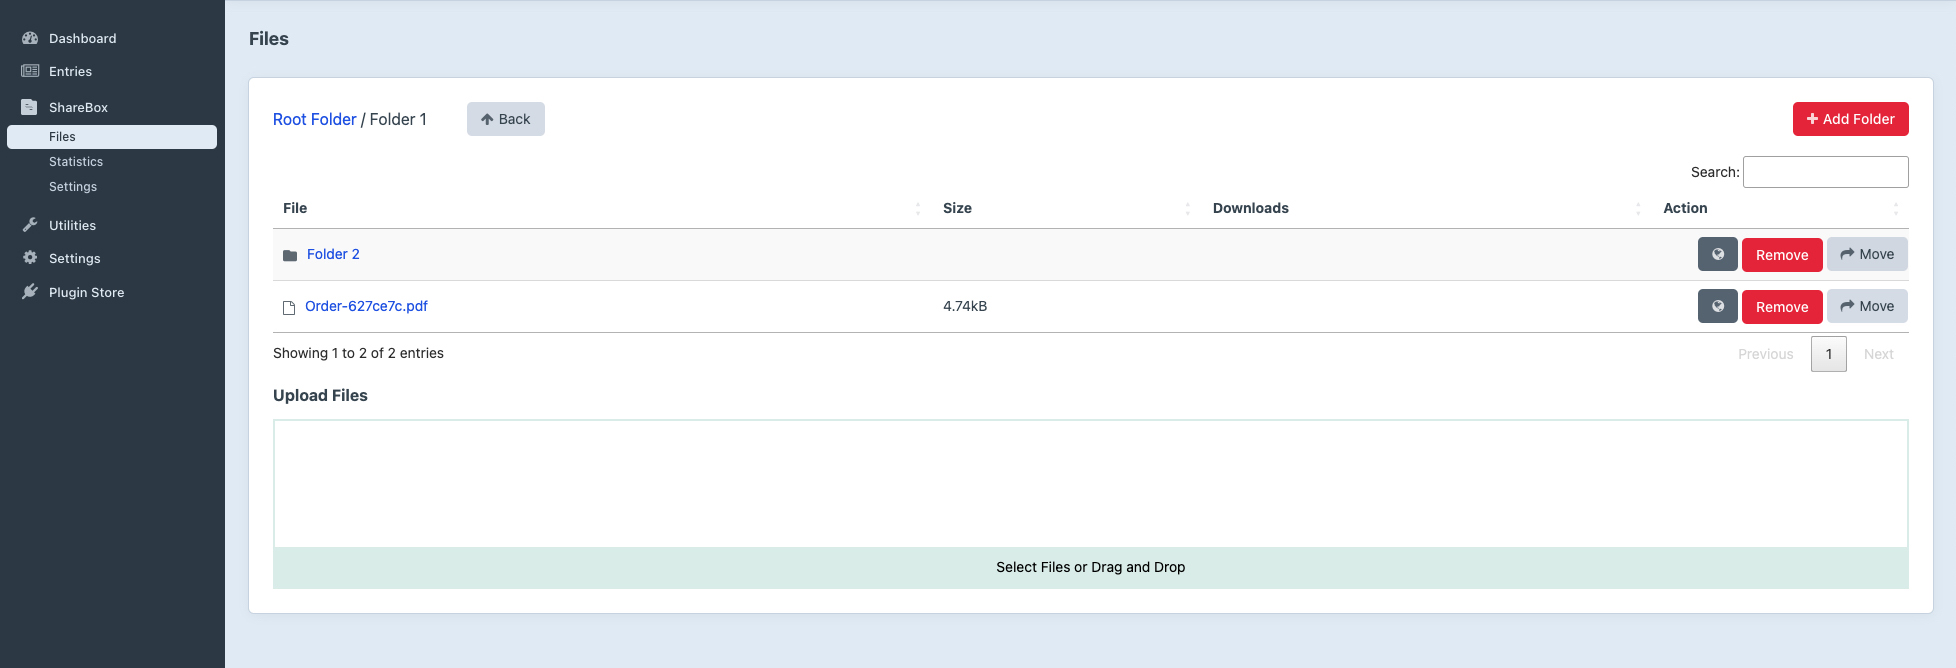 Dashboard
Entries
ShareBox
Files
Statistics
Settings
Utilities
Settings
Plugin Store
Files
Root Folder / Folder 1 Back Add Folder
Search:
File Size Downloads Action
Folder 2 Remove Move
Order-627ce7c.pdf 4.74kB Remove Move
Showing 1 to 2 of 2 entries Previous 1 Next
Upload Files
Select Files or Drag and Drop